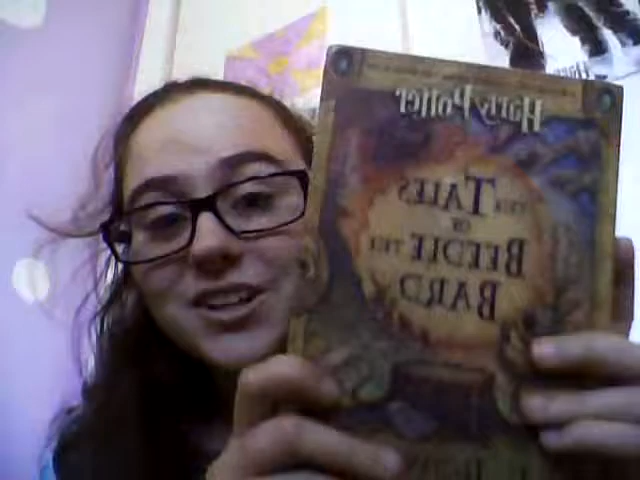 Harry Potter
THE TALES
OF
BEEDLE THE
BARD